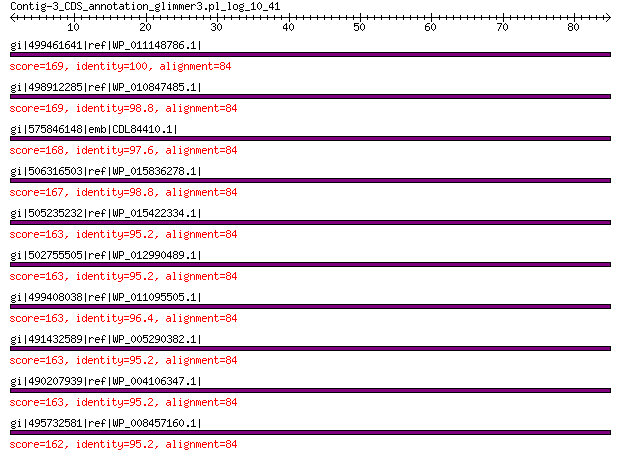 Contig-3_CDS_annotation_glimmer3.pl_log_10_41
10 20 30 40 50 60 70 80
gi|499461641|ref|WP_011148786.1|
score=169, identity=100, alignment=84
gi|498912285|ref|WP_010847485.1|
score=169, identity=98.8, alignment=84
gi|575846148|emb|CDL84410.1|
score=168, identity=97.6, alignment=84
gi|506316503|ref|WP_015836278.1|
score=167, identity=98.8, alignment=84
gi|505235232|ref|WP_015422334.1|
score=163, identity=95.2, alignment=84
gi|502755505|ref|WP_012990489.1|
score=163, identity=95.2, alignment=84
gi|499408038|ref|WP_011095505.1|
score=163, identity=96.4, alignment=84
gi|491432589|ref|WP_005290382.1|
score=163, identity=95.2, alignment=84
gi|490207939|ref|WP_004106347.1|
score=163, identity=95.2, alignment=84
gi|495732581|ref|WP_008457160.1|
score=162, identity=95.2, alignment=84